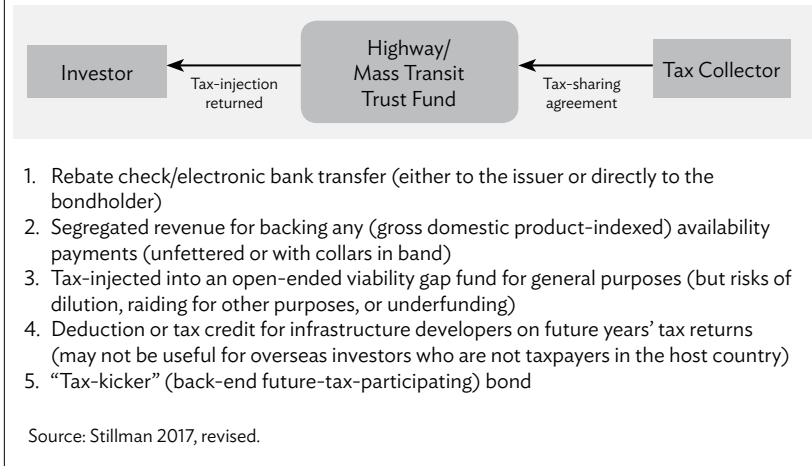 Highway/
Mass Transit
Trust Fund
Investor
Tax Collector
Tax-injection
returned
Tax-sharing
agreement
1. Rebate check/electronic bank transfer (either to the issuer or directly to the
bondholder)
2. Segregated revenue for backing any (gross domestic product-indexed) availability
payments (unfettered or with collars in band)
3. Tax-injected into an open-ended viability gap fund for general purposes (but risks of
dilution, raiding for other purposes, or underfunding)
4. Deduction or tax credit for infrastructure developers on future years’ tax returns
(may not be useful for overseas investors who are not taxpayers in the host country)
5. “Tax-kicker” (back-end future-tax-participating) bond
Source: Stillman 2017, revised.